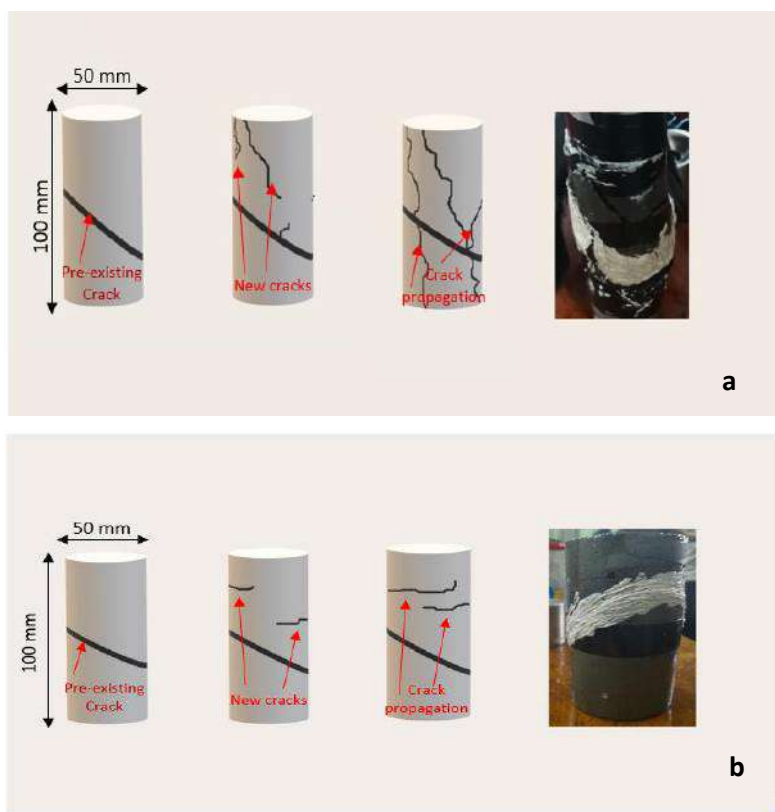 50 mm
100 mm
Pre-existing
Crack
New cracks
Crack
propagation
a
50 mm
100 mm
Pre-existing
Crack
New cracks
Crack
propagation
b